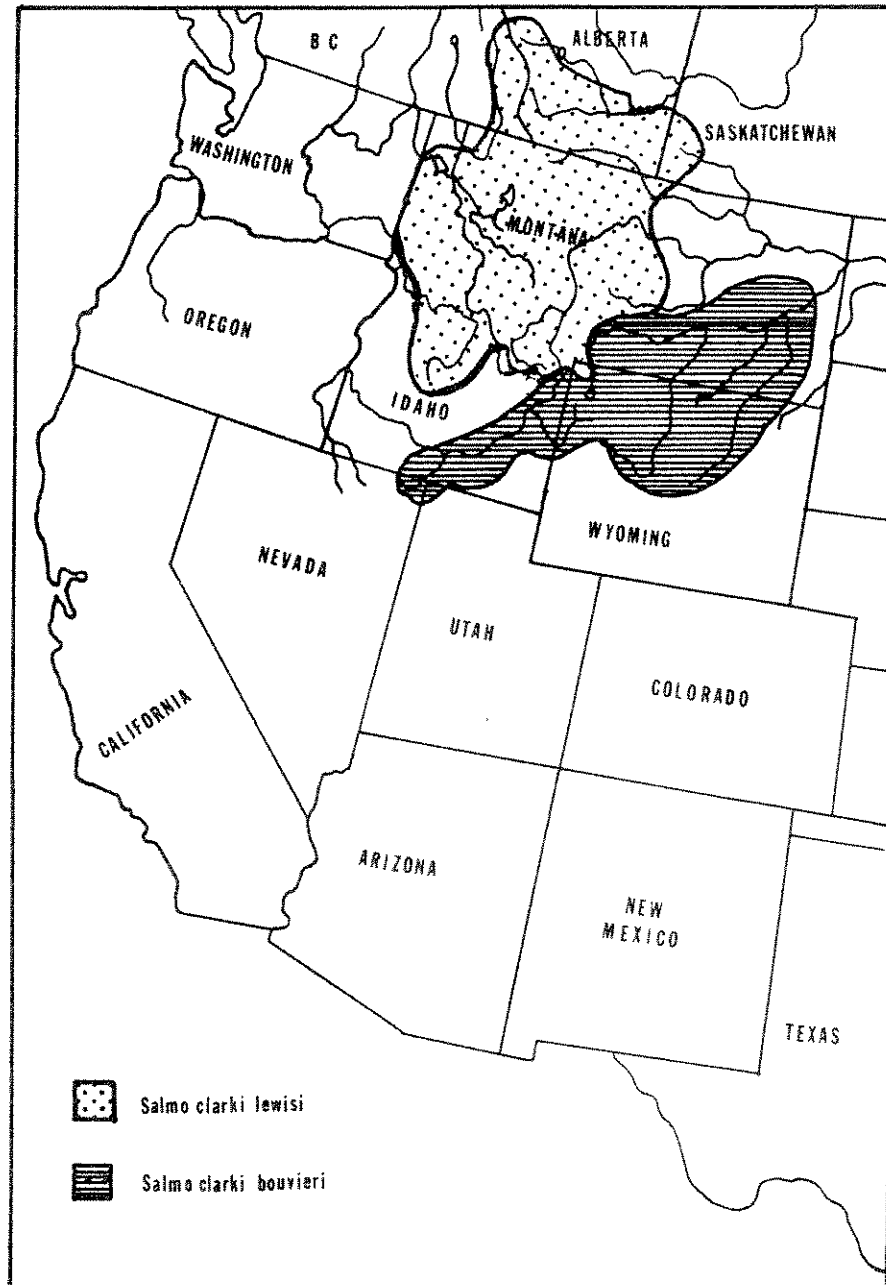 B C
ALBERTA
SASKATCHEWAN
WASHINGTON
MONTANA
OREGON
IDAHO
WYOMING
NEVADA
UTAH
COLORADO
CALIFORNIA
ARIZONA
NEW
MEXICO
TEXAS
Salmo clarki lewisi
Salmo clarki bouvieri